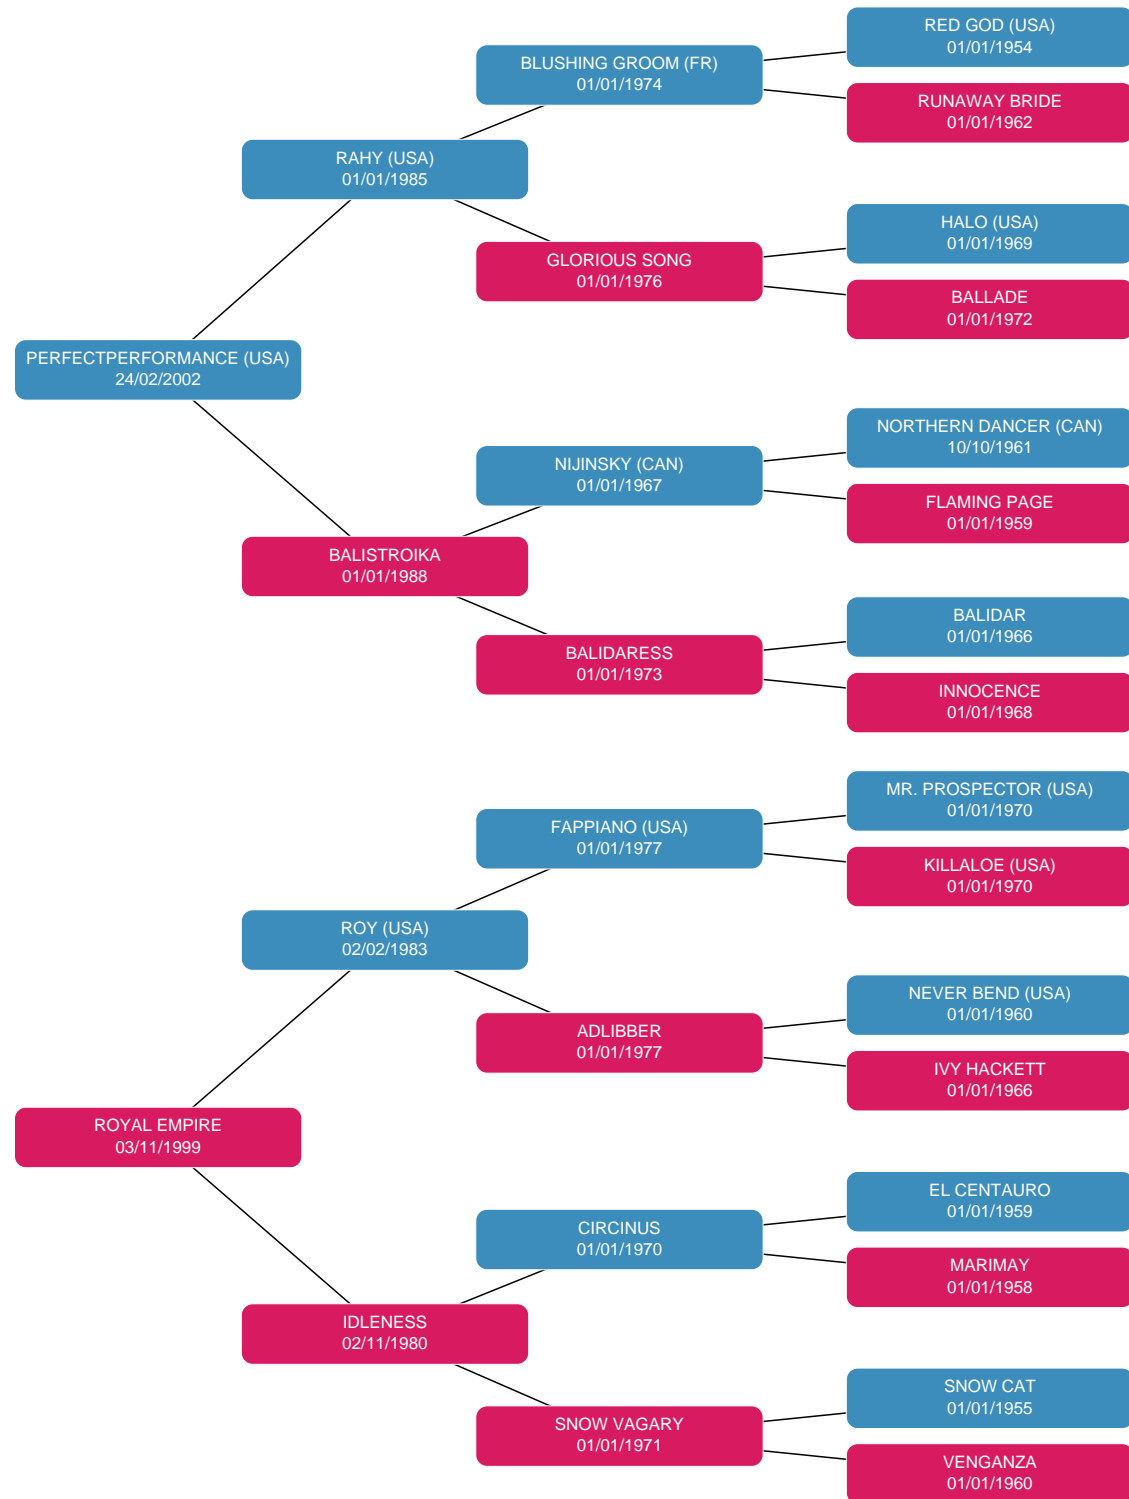 RED GOD (USA)
01/01/1954
BLUSHING GROOM (FR)
01/01/1974
RUNAWAY BRIDE
01/01/1962
RAHY (USA)
01/01/1985
HALO (USA)
01/01/1969
GLORIOUS SONG
01/01/1976
BALLADE
01/01/1972
PERFECTPERFORMANCE (USA)
24/02/2002
NORTHERN DANCER (CAN)
10/10/1961
NIJINSKY (CAN)
01/01/1967
FLAMING PAGE
01/01/1959
BALISTROIKA
01/01/1988
BALIDAR
01/01/1966
BALIDARESS
01/01/1973
INNOCENCE
01/01/1968
MR. PROSPECTOR (USA)
01/01/1970
FAPPIANO (USA)
01/01/1977
KILLALOE (USA)
01/01/1970
ROY (USA)
02/02/1983
NEVER BEND (USA)
01/01/1960
ADLIBBER
01/01/1977
IVY HACKETT
01/01/1966
ROYAL EMPIRE
03/11/1999
EL CENTAURO
01/01/1959
CIRCINUS
01/01/1970
MARIMAY
01/01/1958
IDLENESS
02/11/1980
SNOW CAT
01/01/1955
SNOW VAGARY
01/01/1971
VENGANZA
01/01/1960